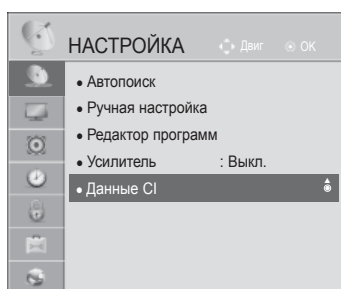 НАСТРОЙКА Двиг OK
• Автопоиск
• Ручная настройка
• Редактор программ
• Усилитель : Выкл.
• Данные CI